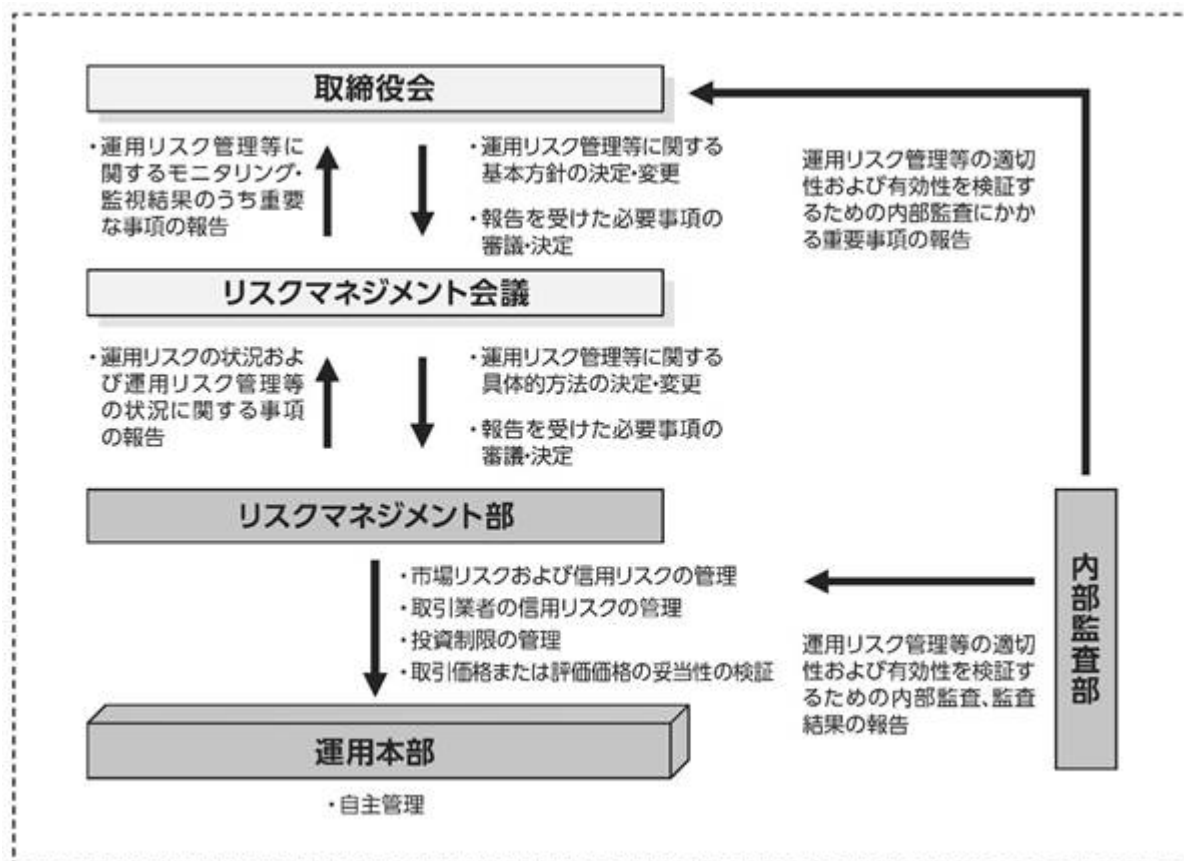 取締役会
・運用リスク管理等に
関するモニタリング・
監視結果のうち重要
な事項の報告
・運用リスク管理等に関する
基本方針の決定・変更
・報告を受けた必要事項の
審議・決定
運用リスク管理等の適切
性および有効性を検証す
るための内部監査にかか
る重要事項の報告
リスクマネジメント会議
・運用リスクの状況およ
び運用リスク管理等
の状況に関する事項
の報告
・運用リスク管理等に関する
具体的方法の決定・変更
・報告を受けた必要事項の
審議・決定
リスクマネジメント部
・市場リスクおよび信用リスクの管理
・取引業者の信用リスクの管理
・投資制限の管理
・取引価格または評価価格の妥当性の検証
運用リスク管理等の適切
性および有効性を検証す
るための内部監査、監査
結果の報告
内部監査部
運用本部
・自主管理